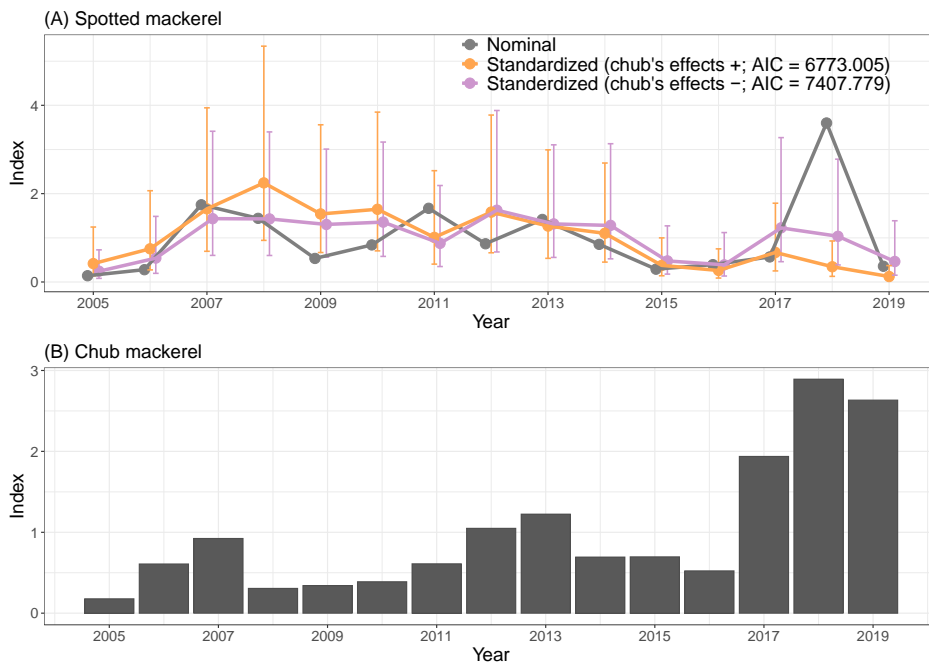 (A) Spotted mackerel
Nominal
Standardized (chub's effects +; AIC = 6773.005)
Standerdized (chub's effects −; AIC = 7407.779)
4
2
0
Index
2005 2007 2009 2011 2013 2015 2017 2019
Year
(B) Chub mackerel
3
2
1
0
Index
2005 2007 2009 2011 2013 2015 2017 2019
Year